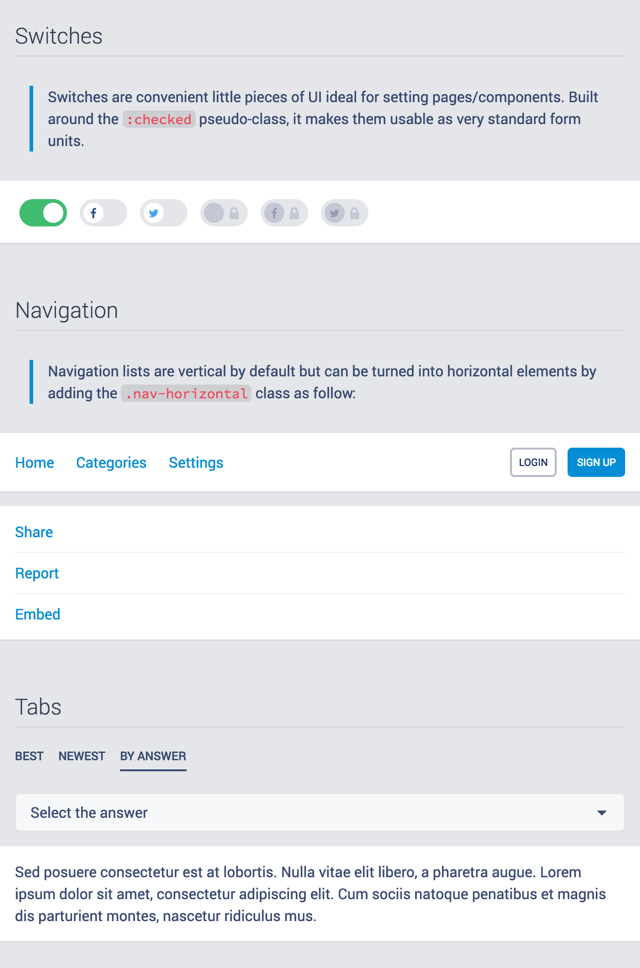 Switches
Switches are convenient little pieces of UI ideal for setting pages/components. Built
around the :checked pseudo-class, it makes them usable as very standard form
units.
Navigation
Navigation lists are vertical by default but can be turned into horizontal elements by
adding the .nav-horizontal class as follow:
Home Categories Settings LOGIN SIGN UP
Share
Report
Embed
Tabs
BEST NEWEST BY ANSWER
Select the answer
Sed posuere consectetur est at lobortis. Nulla vitae elit libero, a pharetra augue. Lorem
ipsum dolor sit amet, consectetur adipiscing elit. Cum sociis natoque penatibus et magnis
dis parturient montes, nascetur ridiculus mus.